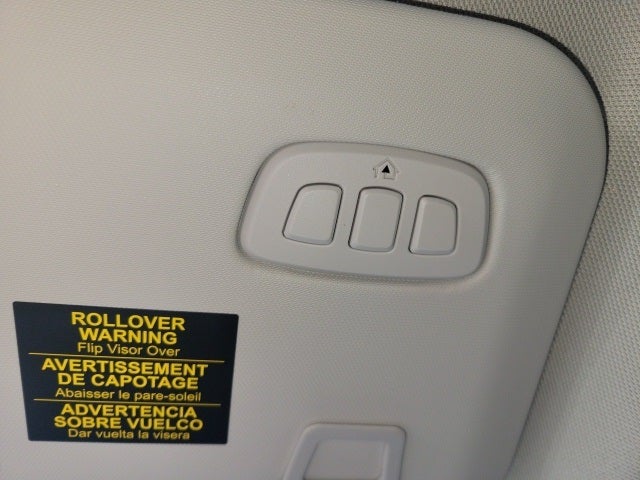 ROLLOVER
WARNING
Flip Visor Over
AVERTISSEMENT
DE CAPOTAGE
Abaisser le pare-soleil
ADVERTENCIA
SOBRE VUELCO
Dar vuelta la visera